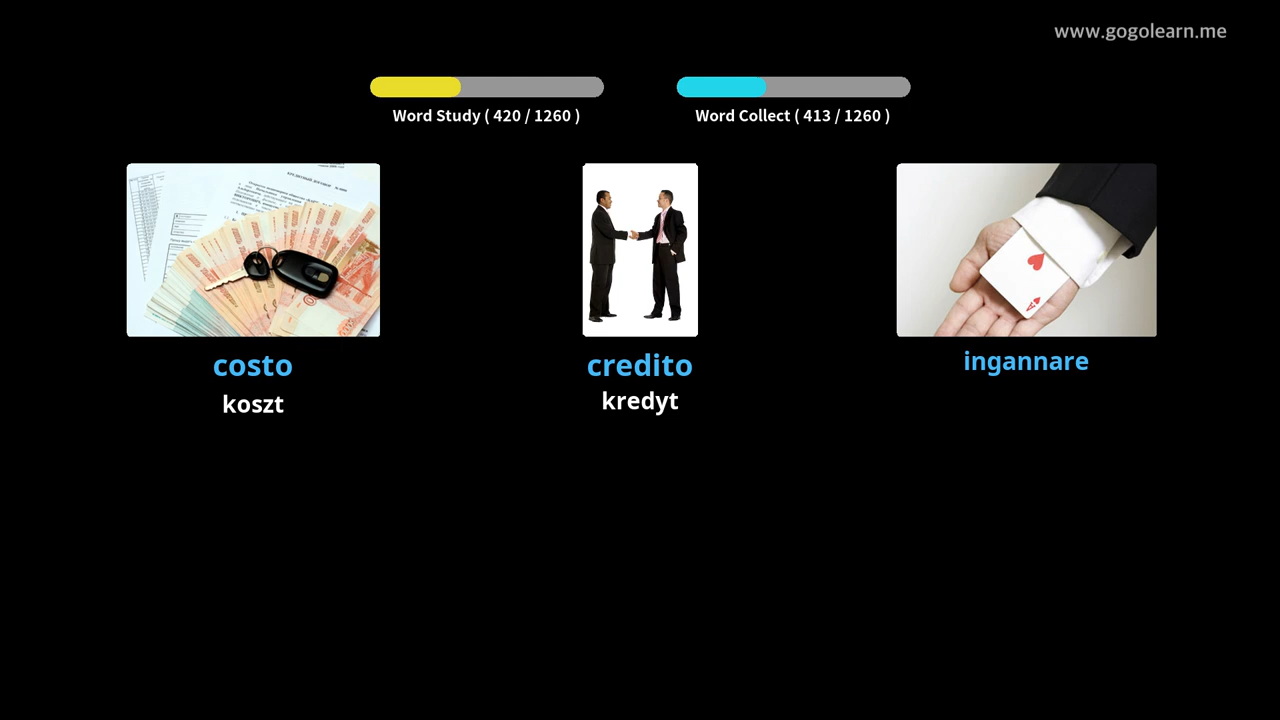 www.gogolearn.me
Word Study ( 420 / 1260 )
Word Collect ( 413 / 1260 )
costo
credito
ingannare
koszt
kredyt